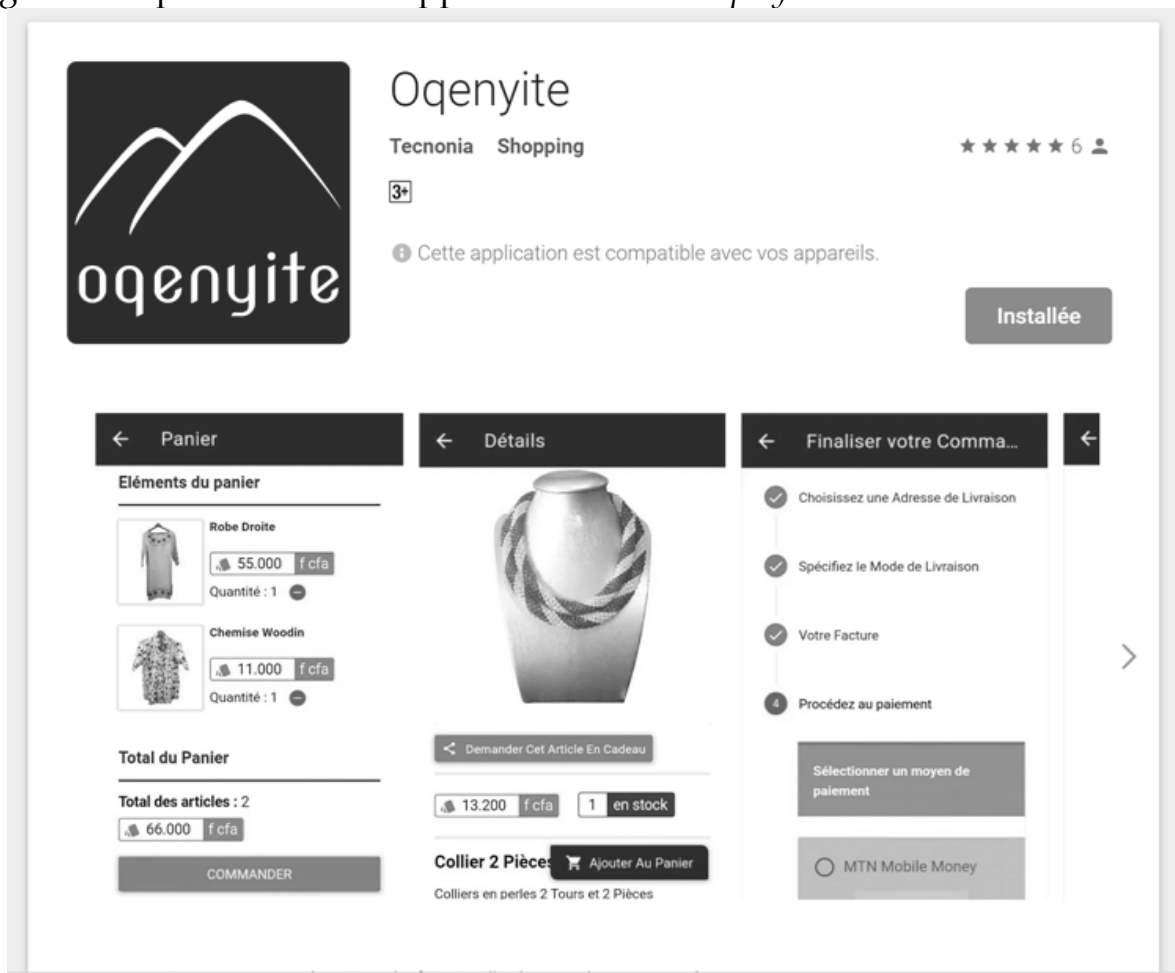 Oqenyite
Tecnonia Shopping
6
3+
Cette application est compatible avec vos appareils.
Installée
oqenyite
Panier
Eléments du panier
Robe Droite
55.000 f cfa
Quantité : 1
Chemise Woodin
11.000 f cfa
Quantité : 1
Total du Panier
Total des articles : 2
66.000 f cfa
COMMANDER
Détails
Demander Cet Article En Cadeau
13.200 f cfa 1 en stock
Collier 2 Pièces
Ajouter Au Panier
Colliers en perles 2 Tours et 2 Pièces
Finaliser votre Comma...
Choisissez une Adresse de Livraison
Spécifiez le Mode de Livraison
Votre Facture
4 Procédez au paiement
Sélectionner un moyen de
paiement
MTN Mobile Money